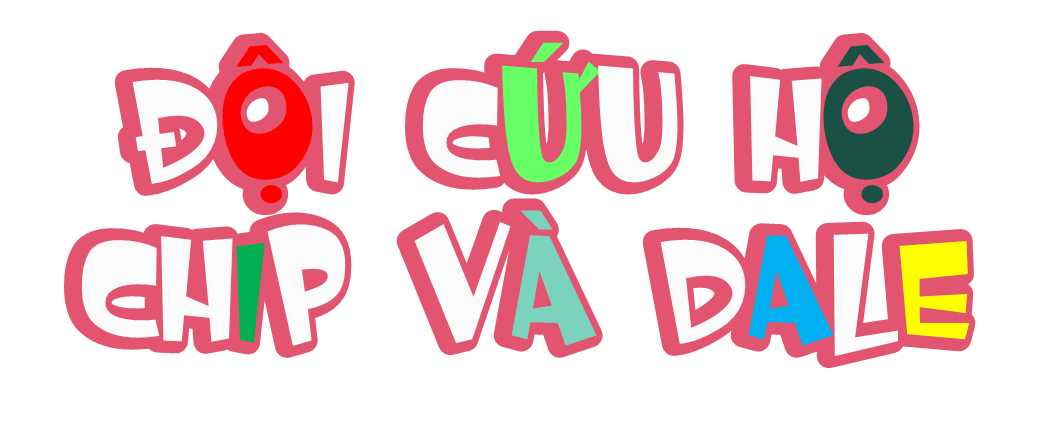 ĐỘI CỨU HỘ
CHIP VÀ DALE